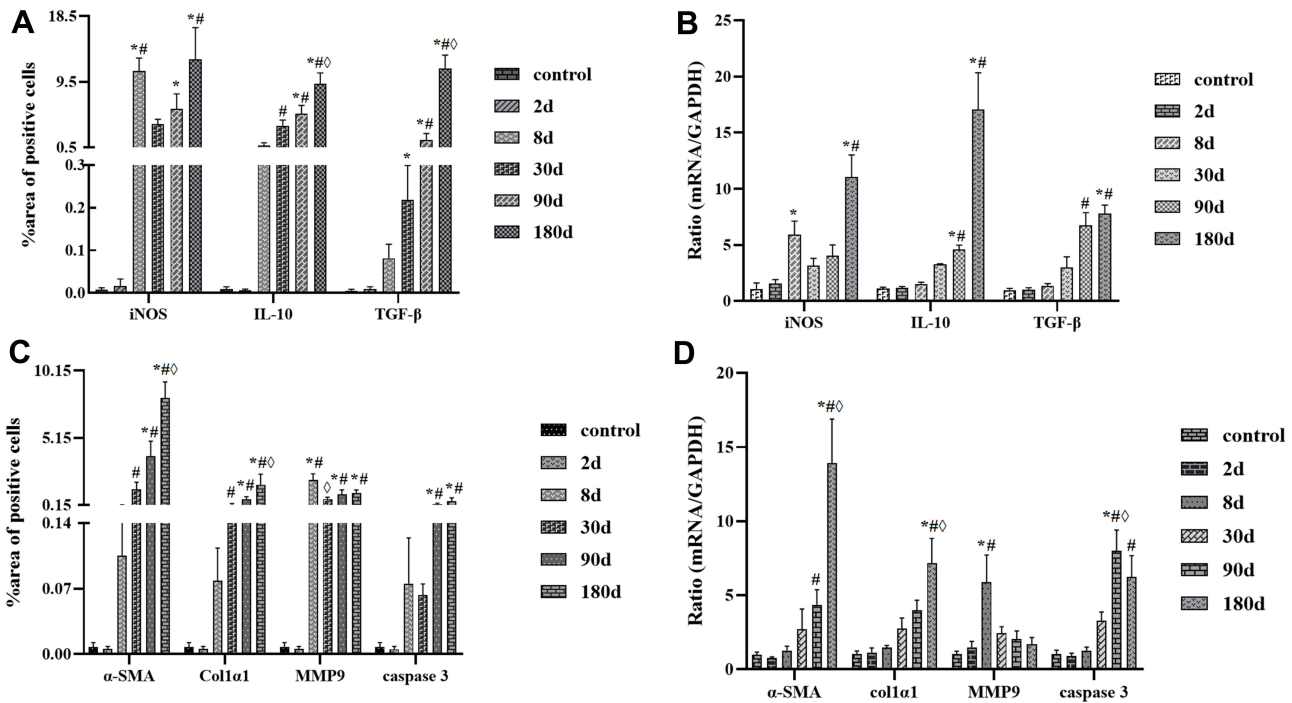 A
%area of positive cells
18.5
9.5
0.5
0.3
0.2
0.1
0.0
*#
*#
*
#
*#
*#◊
*
*#
*#◊
iNOS
IL-10
TGF-β
control
2d
8d
30d
90d
180d
B
Ratio (mRNA/GAPDH)
25
20
15
10
5
0
*
*#
*#
*#
#
*#
iNOS
IL-10
TGF-β
control
2d
8d
30d
90d
180d
C
%area of positive cells
10.15
5.15
0.15
0.14
0.07
0.00
#
*#
*#◊
#
*#
*#◊
*#
◊
*#
*#
*#
*#
α-SMA
Col1α1
MMP9
caspase 3
control
2d
8d
30d
90d
180d
D
Ratio (mRNA/GAPDH)
20
15
10
5
0
#
*#◊
*#◊
*#
*#◊
#
α-SMA
col1α1
MMP9
caspase 3
control
2d
8d
30d
90d
180d